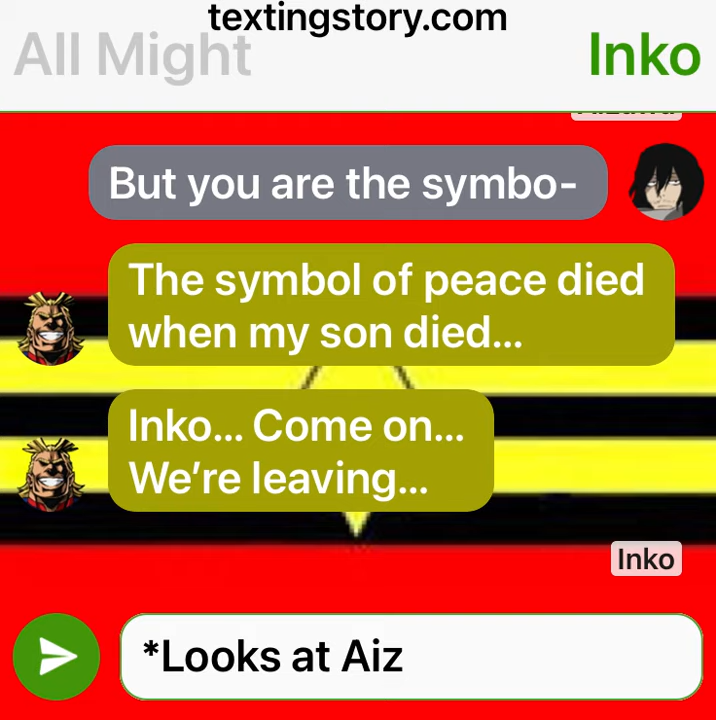 textingstory.com
All Might
Inko
But you are the symbo-
The symbol of peace died
when my son died...
Inko... Come on...
We're leaving...
Inko
*Looks at Aiz